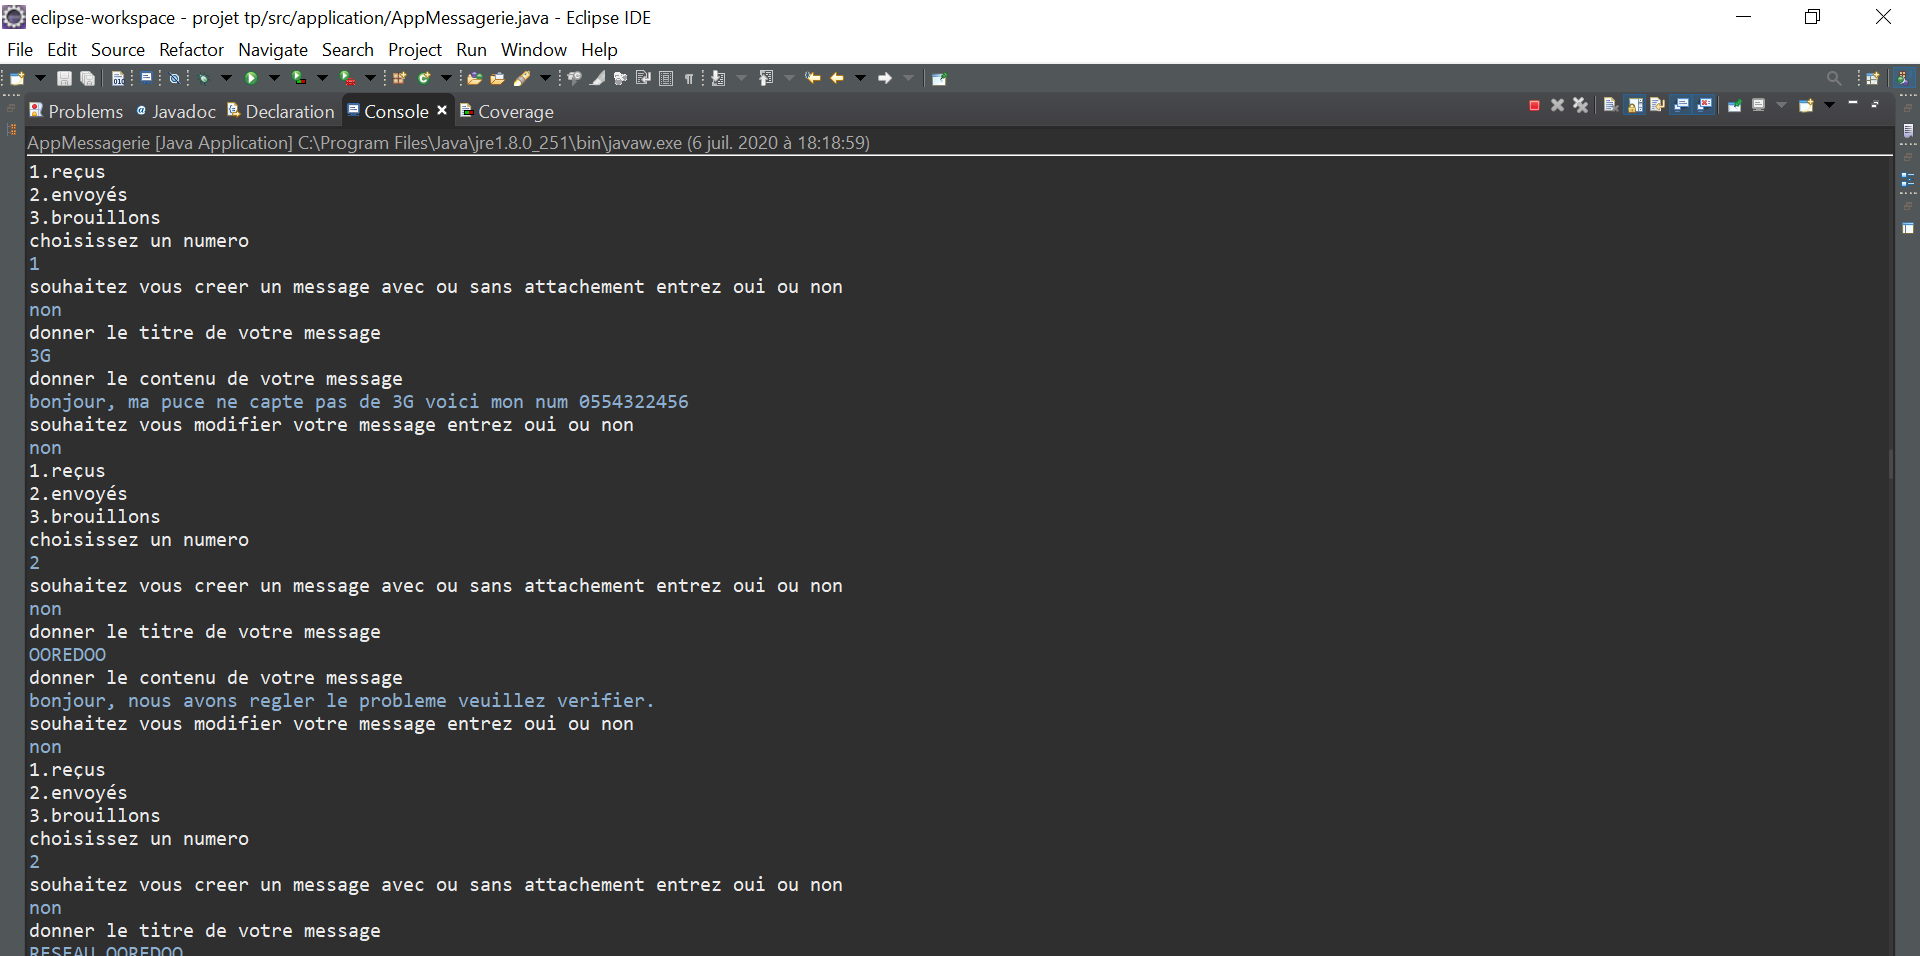 eclipse-workspace - projet tp/src/application/AppMessagerie.java - Eclipse IDE
File Edit Source Refactor Navigate Search Project Run Window Help
Problems Javadoc Declaration Console Coverage
AppMessagerie [Java Application] C:\Program Files\Java\jre1.8.0_251\bin\javaw.exe (6 juil. 2020 à 18:18:59)
1.reçus
2.envoyés
3.brouillons
choisissez un numero
1
souhaitez vous creer un message avec ou sans attachement entrez oui ou non
non
donner le titre de votre message
3G
donner le contenu de votre message
bonjour, ma puce ne capte pas de 3G voici mon num 0554322456
souhaitez vous modifier votre message entrez oui ou non
non
1.reçus
2.envoyés
3.brouillons
choisissez un numero
2
souhaitez vous creer un message avec ou sans attachement entrez oui ou non
non
donner le titre de votre message
OOREDOO
donner le contenu de votre message
bonjour, nous avons regler le probleme veuillez verifier.
souhaitez vous modifier votre message entrez oui ou non
non
1.reçus
2.envoyés
3.brouillons
choisissez un numero
2
souhaitez vous creer un message avec ou sans attachement entrez oui ou non
non
donner le titre de votre message
RESEAU OOREDOO